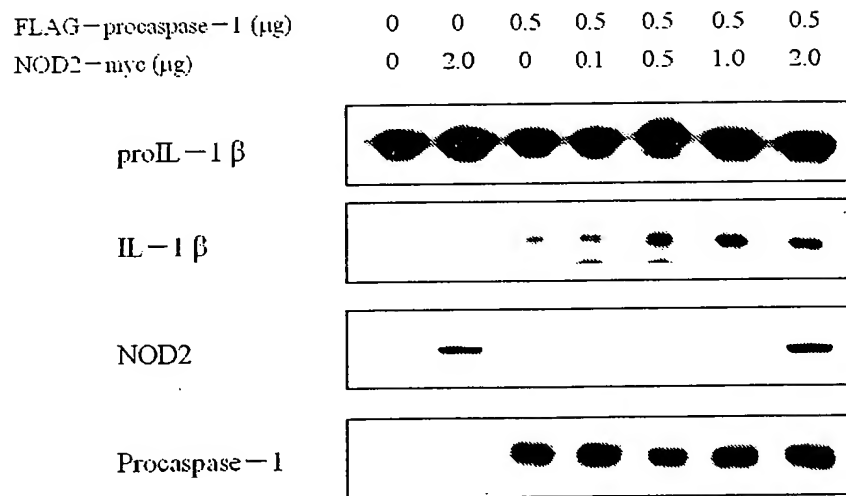 FLAG−procaspase−1 (μg) 0 0 0.5 0.5 0.5 0.5 0.5
NOD2−myc (μg) 0 2.0 0 0.1 0.5 1.0 2.0
proIL−1 β
IL−1 β
NOD2
Procaspase−1